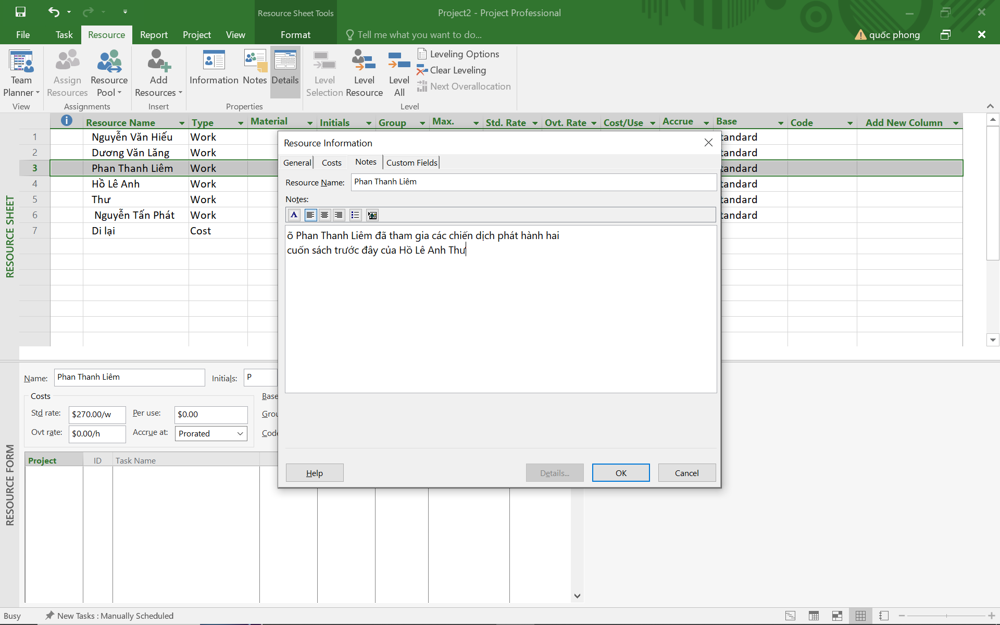 Resource Sheet Tools
Project2 - Project Professional
File
Task
Resource
Report
Project
View
Format
Tell me what you want to do...
quốc phong
Team Planner
Assign Resources
Resource Pool
Add Resources
Information
Notes
Details
Level Selection
Level Resource
Level All
Leveling Options
Clear Leveling
Next Overallocation
View
Assignments
Insert
Properties
Level
Resource Name Type Material Initials Group Max. Std. Rate Ovt. Rate Cost/Use Accrue Base Code Add New Column
1 Nguyễn Văn Hiếu Work tandard
2 Dương Văn Lăng Work tandard
3 Phan Thanh Liêm Work tandard
4 Hồ Lê Anh Work tandard
5 Thư Work tandard
6 Nguyễn Tấn Phát Work tandard
7 Di lại Cost
RESOURCE SHEET
Resource Information
General
Costs
Notes
Custom Fields
Resource Name: Phan Thanh Liêm
Notes:
A
õ Phan Thanh Liêm đã tham gia các chiến dịch phát hành hai
cuốn sách trước đây của Hồ Lê Anh Thư
Help
Details...
OK
Cancel
RESOURCE FORM
Name: Phan Thanh Liêm Initials: P
Costs
Base
Std rate: $270.00/w Per use: $0.00
Grou
Ovt rate: $0.00/h Accrue at: Prorated
Code
Project ID Task Name
Busy
New Tasks : Manually Scheduled